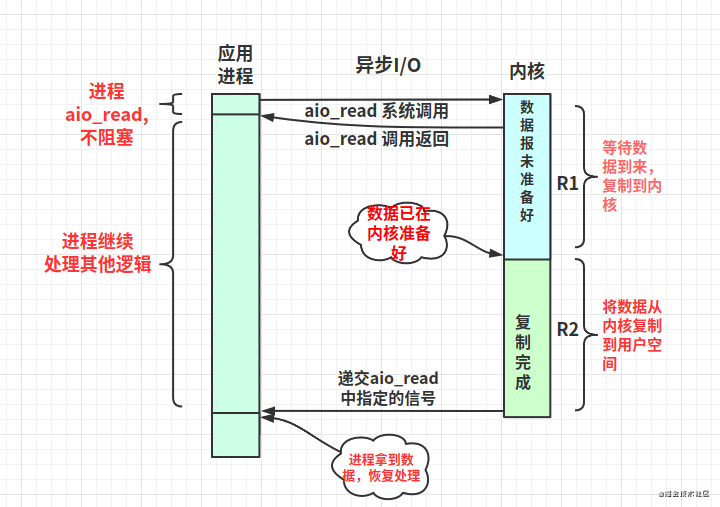 应用
进程
异步I/O
内核
进程
aio_read,
不阻塞
aio_read 系统调用
aio_read 调用返回
数
据
报
未
准
备
好
R1
等待数
据到来,
复制到内
核
数据已在
内核准备
好
进程继续
处理其他逻辑
复
制
完
成
R2
将数据从
内核复制
到用户空
间
递交aio_read
中指定的信号
进程拿到数
据，恢复处理
@掘金技术社区